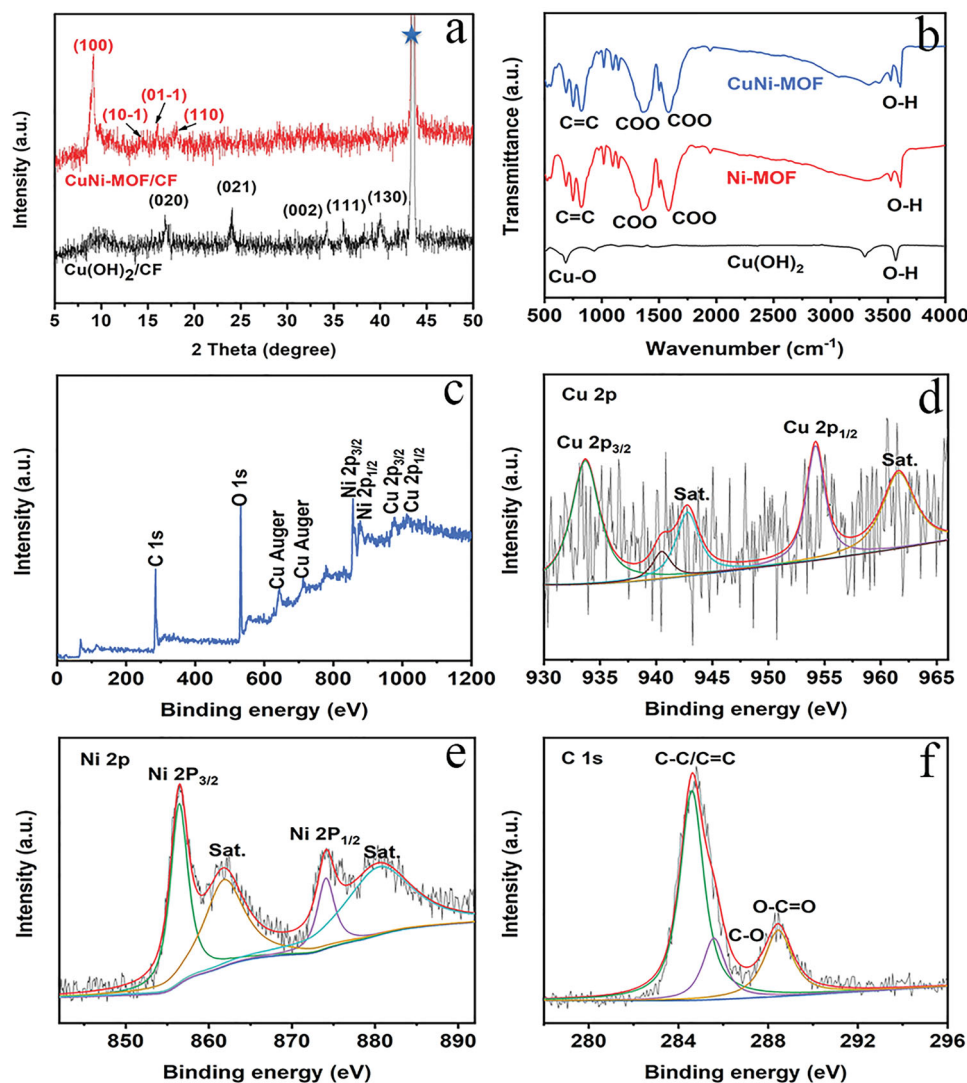 a
Intensity (a.u.)
(100)
(10-1)
(01-1)
(110)
CuNi-MOF/CF
(020)
(021)
(002)
(111)
(130)
Cu(OH)₂/CF
5 10 15 20 25 30 35 40 45 50
2 Theta (degree)
b
Transmittance (a.u.)
CuNi-MOF
C=C
COO
COO
O-H
Ni-MOF
C=C
COO
COO
O-H
Cu(OH)₂
Cu-O
O-H
500 1000 1500 2000 2500 3000 3500 4000
Wavenumber (cm⁻¹)
c
Intensity (a.u.)
C 1s
O 1s
Cu Auger
Cu Auger
Ni 2p3/2
Ni 2p1/2
Cu 2p3/2
Cu 2p1/2
0 200 400 600 800 1000 1200
Binding energy (eV)
d
Intensity (a.u.)
Cu 2p
Cu 2p3/2
Sat.
Cu 2p1/2
Sat.
930 935 940 945 950 955 960 965
Binding energy (eV)
e
Intensity (a.u.)
Ni 2p
Ni 2P3/2
Sat.
Ni 2P1/2
Sat.
850 860 870 880 890
Binding energy (eV)
f
Intensity (a.u.)
C 1s
C-C/C=C
C-O
O-C=O
280 284 288 292 296
Binding energy (eV)